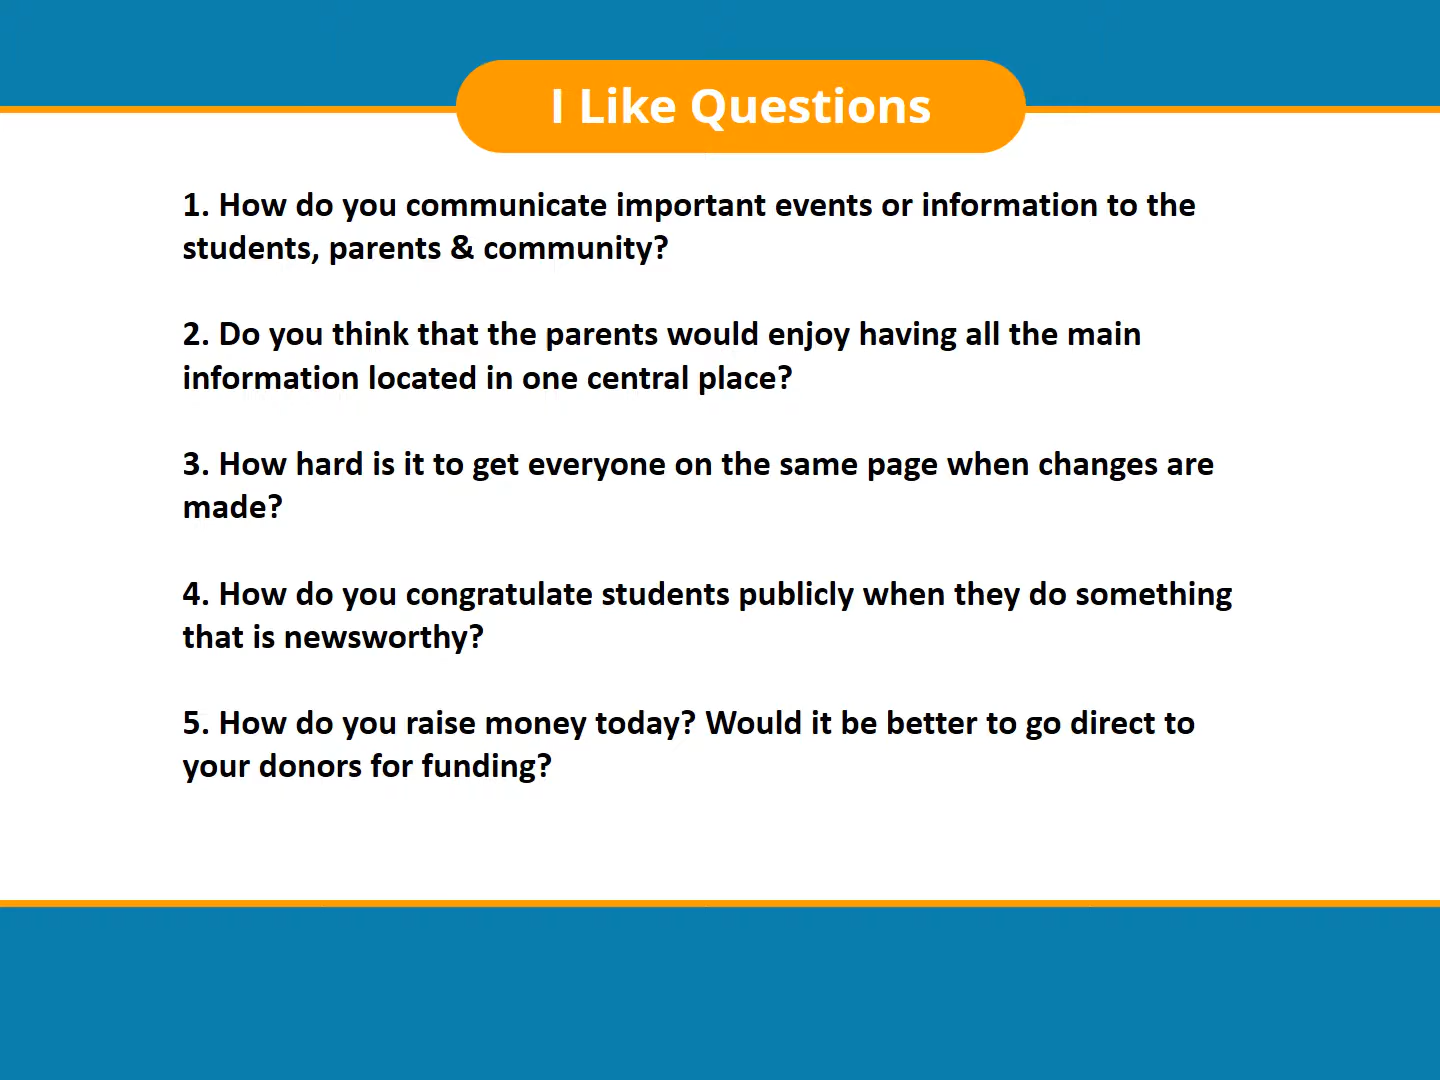 I Like Questions
1. How do you communicate important events or information to the
students, parents & community?
2. Do you think that the parents would enjoy having all the main
information located in one central place?
3. How hard is it to get everyone on the same page when changes are
made?
4. How do you congratulate students publicly when they do something
that is newsworthy?
5. How do you raise money today? Would it be better to go direct to
your donors for funding?